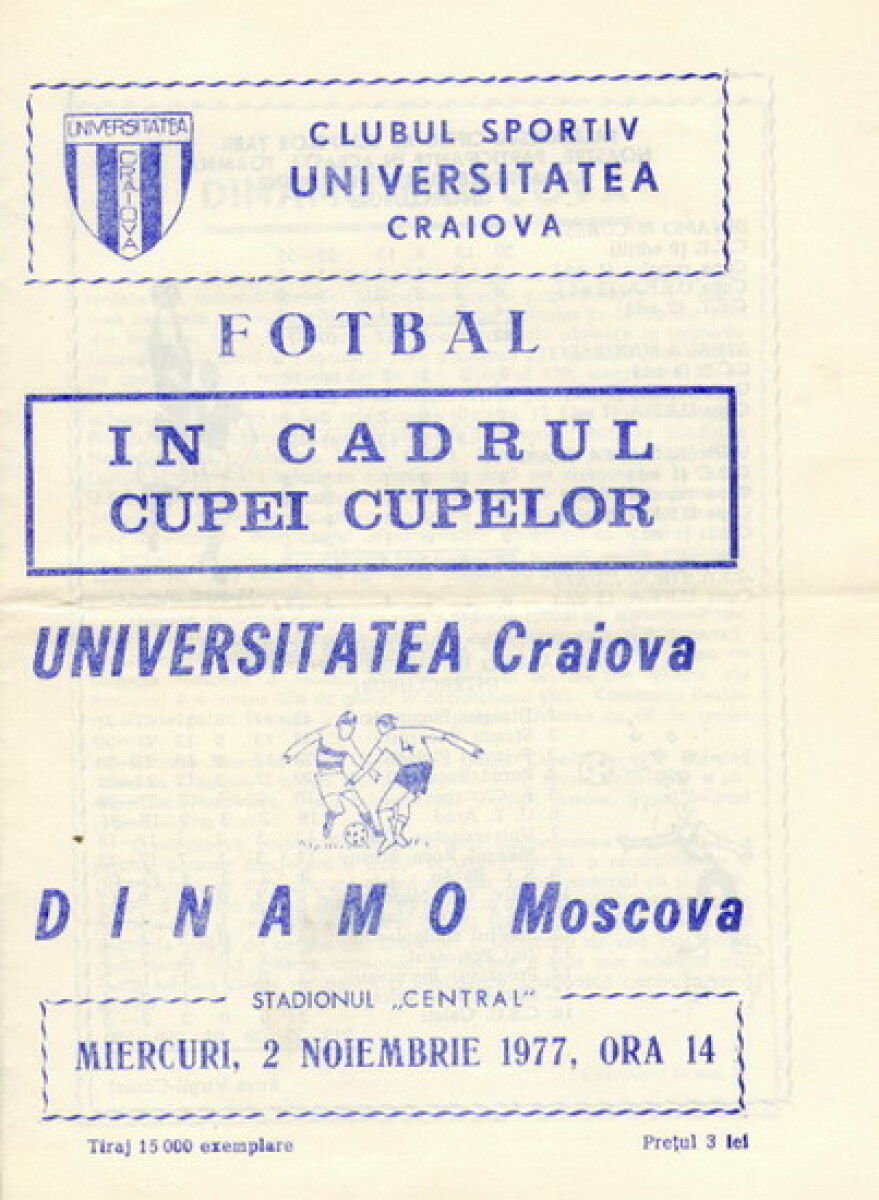 UNIVERSITATEA
CRAIOVA
CLUBUL SPORTIV
UNIVERSITATEA
CRAIOVA
FOTBAL
IN CADRUL
CUPEI CUPELOR
UNIVERSITATEA Craiova
4
DINAMO Moscova
STADIONUL „CENTRAL"
MIERCURI, 2 NOIEMBRIE 1977, ORA 14
Tiraj 15 000 exemplare
Prețul 3 lei